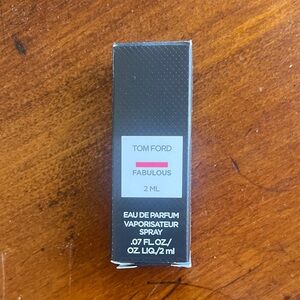 TOM FORD
FABULOUS
2 ML
EAU DE PARFUM
VAPORISATEUR
SPRAY
.07 FL. OZ./
OZ. LIQ./2 ml